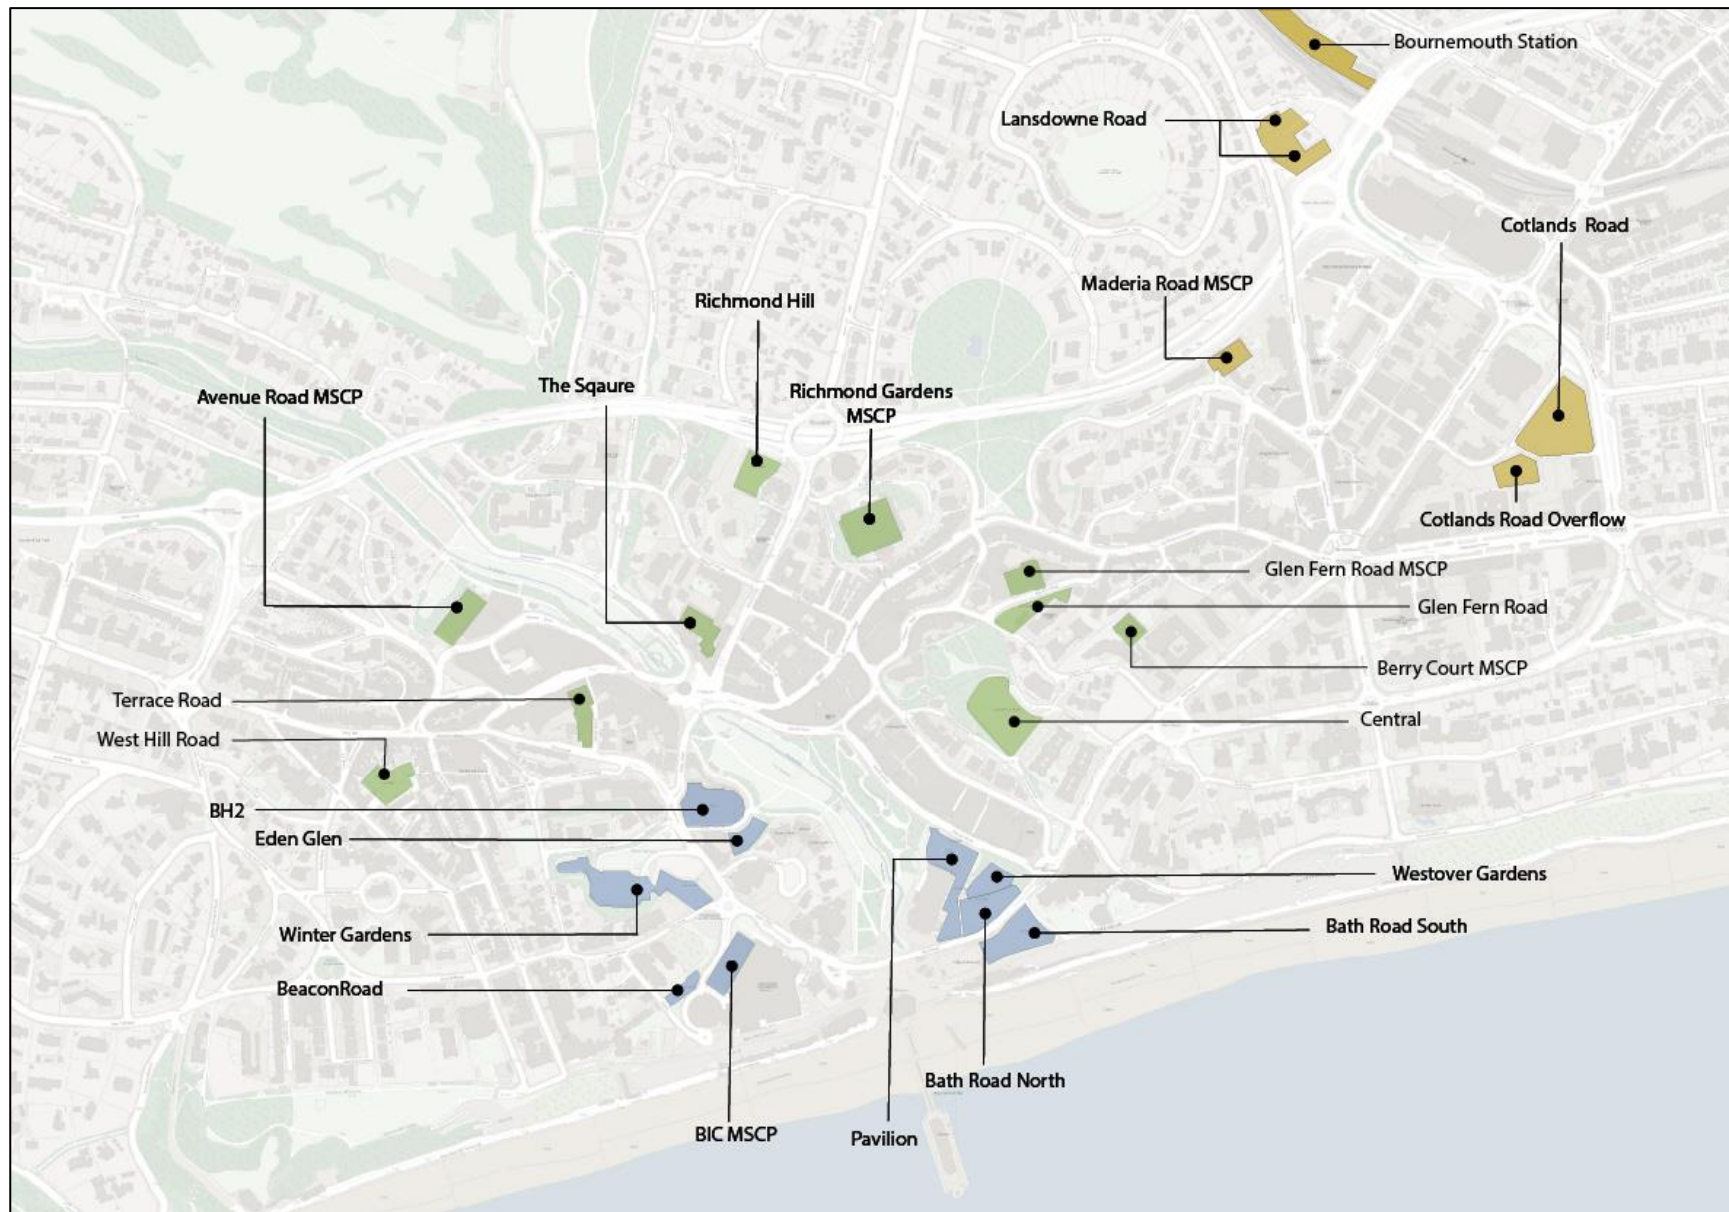 Bournemouth Station
Lansdowne Road
Cotlands Road
Maderia Road MSCP
Richmond Hill
The Sqaure
Richmond Gardens
MSCP
Avenue Road MSCP
Cotlands Road Overflow
Glen Fern Road MSCP
Glen Fern Road
Berry Court MSCP
Terrace Road
Central
West Hill Road
BH2
Eden Glen
Westover Gardens
Winter Gardens
Bath Road South
BeaconRoad
Bath Road North
BIC MSCP
Pavilion